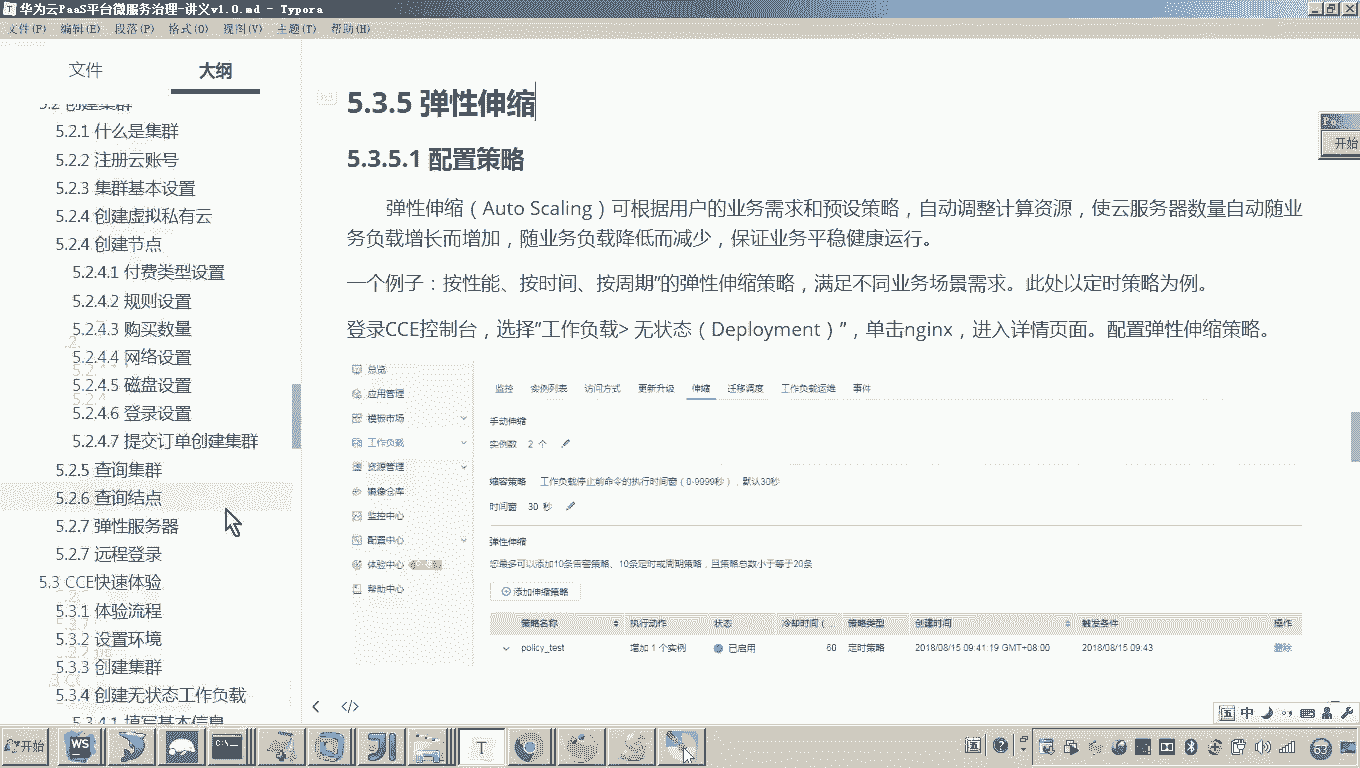 华为云PaaS平台微服务治理-讲义v1.0.md - Typora
文件(F) 编辑(E) 段落(P) 格式(O) 视图(V) 主题(T) 帮助(H)
文件 大纲
5.2 创建集群
5.2.1 什么是集群
5.2.2 注册云账号
5.2.3 集群基本设置
5.2.4 创建虚拟私有云
5.2.4 创建节点
5.2.4.1 付费类型设置
5.2.4.2 规则设置
5.2.4.3 购买数量
5.2.4.4 网络设置
5.2.4.5 磁盘设置
5.2.4.6 登录设置
5.2.4.7 提交订单创建集群
5.2.5 查询集群
5.2.6 查询结点
5.2.7 弹性服务器
5.2.7 远程登录
5.3 CCE快速体验
5.3.1 体验流程
5.3.2 设置环境
5.3.3 创建集群
5.3.4 创建无状态工作负载
5.3.4.1 填写基本信息
5.3.5 弹性伸缩
5.3.5.1 配置策略
弹性伸缩（Auto Scaling）可根据用户的业务需求和预设策略，自动调整计算资源，使云服务器数量自动随业
务负载增长而增加，随业务负载降低而减少，保证业务平稳健康运行。
一个例子：按性能、按时间、按周期”的弹性伸缩策略，满足不同业务场景需求。此处以定时策略为例。
登录CCE控制台，选择”工作负载> 无状态（Deployment）”，单击nginx，进入详情页面。配置弹性伸缩策略。
总览
应用管理
模板市场
工作负载
资源管理
镜像仓库
监控中心
配置中心
体验中心
帮助中心
监控 实例列表 访问方式 更新升级 伸缩 迁移调度 工作负载运维 事件
手动伸缩
实例数 2 个
缩容策略 工作负载停止前命令的执行时间窗（0-9999秒），默认30秒
时间窗 30 秒
弹性伸缩
您最多可以添加10条告警策略、10条定时或周期策略，且策略总数小于等于20条
添加伸缩策略
策略名称 执行动作 状态 冷却时间（... 策略类型 创建时间 触发条件 操作
policy_test 增加 1 个实例 已启用 60 定时策略 2018/08/15 09:41:19 GMT+08:00 2018/08/15 09:43 删除
开始
中
开始
63